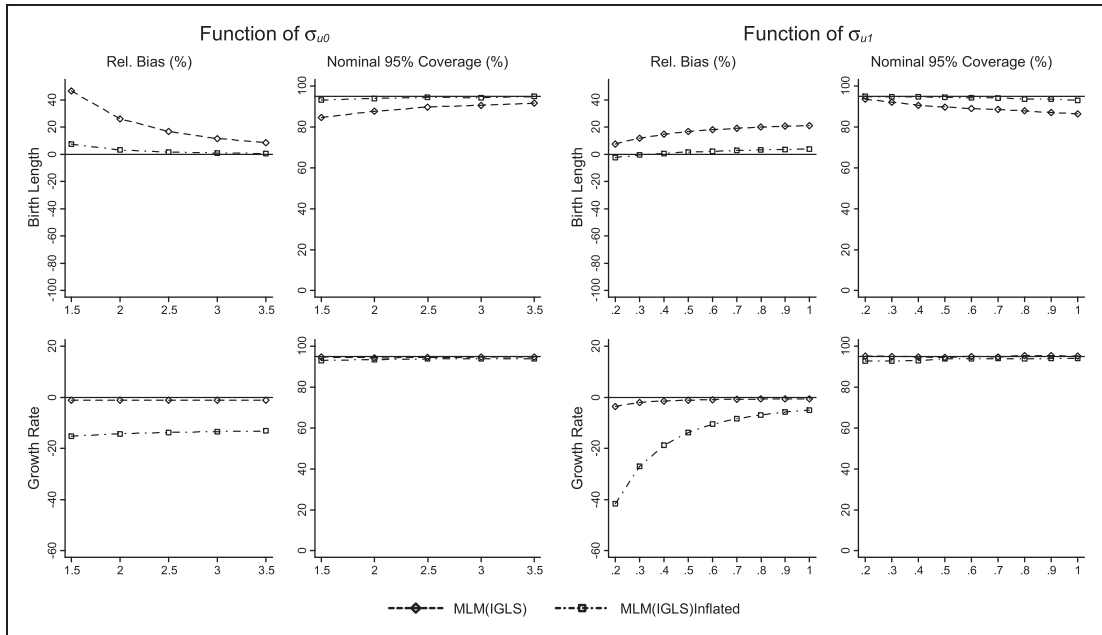 Function of σu0
Function of σu1
Rel. Bias (%)
Nominal 95% Coverage (%)
Rel. Bias (%)
Nominal 95% Coverage (%)
Birth Length
40
20
0
-20
-40
-60
-80
-100
1.5 2 2.5 3 3.5
100
80
60
40
20
0
1.5 2 2.5 3 3.5
Birth Length
40
20
0
-20
-40
-60
-80
-100
.2 .3 .4 .5 .6 .7 .8 .9 1
100
80
60
40
20
0
.2 .3 .4 .5 .6 .7 .8 .9 1
Growth Rate
20
0
-20
-40
-60
1.5 2 2.5 3 3.5
100
80
60
40
20
0
1.5 2 2.5 3 3.5
Growth Rate
20
0
-20
-40
-60
.2 .3 .4 .5 .6 .7 .8 .9 1
100
80
60
40
20
0
.2 .3 .4 .5 .6 .7 .8 .9 1
MLM(IGLS)
MLM(IGLS)Inflated